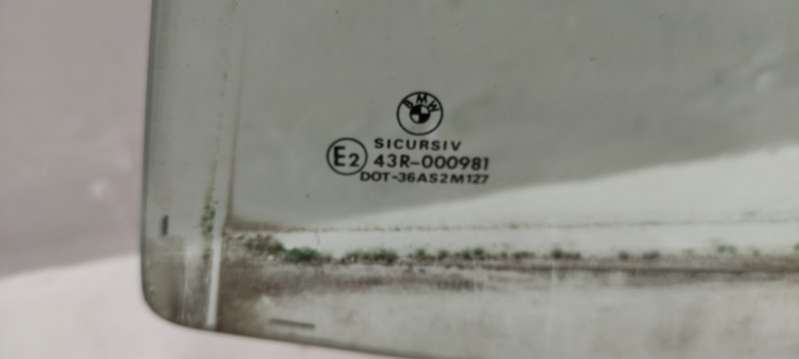 BMW
SICURSIV
E2 43R-000981
DOT-36AS2M127